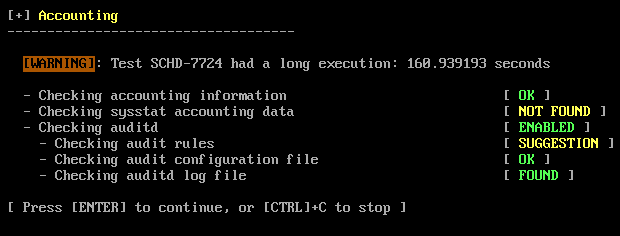 [+] Accounting
------------------------------------
[WARNING]: Test SCHD-7724 had a long execution: 160.939193 seconds
- Checking accounting information [ OK ]
- Checking sysstat accounting data [ NOT FOUND ]
- Checking auditd [ ENABLED ]
- Checking audit rules [ SUGGESTION ]
- Checking audit configuration file [ OK ]
- Checking auditd log file [ FOUND ]
[ Press [ENTER] to continue, or [CTRL]+C to stop ]